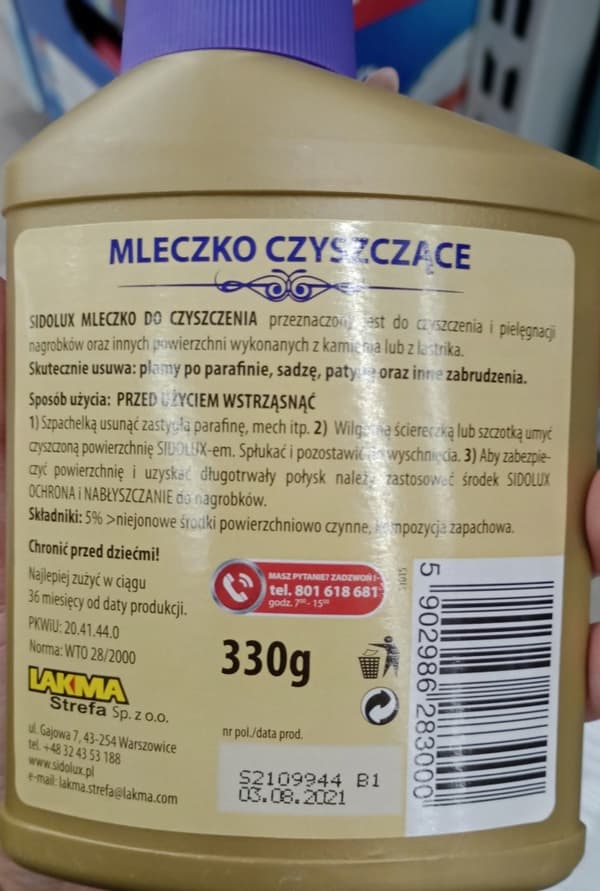 MLECZKO CZYSZCZĄCE
SIDOLUX MLECZKO DO CZYSZCZENIA przeznaczony jest do czyszczenia i pielęgnacji
nagrobków oraz innych powierzchni wykonanych z kamienia lub z lastrika.
Skutecznie usuwa: plamy po parafinie, sadzę, patynę oraz inne zabrudzenia.
Sposób użycia: PRZED UŻYCIEM WSTRZĄSNĄĆ
1) Szpachelką usunąć zastygłą parafinę, mech itp. 2) Wilgotną ściereczką lub szczotką umyć
czyszczoną powierzchnię SIDOLUX-em. Spłukać i pozostawić do wyschnięcia. 3) Aby zabezpie-
czyć powierzchnię i uzyskać długotrwały połysk należy zastosować środek SIDOLUX
OCHRONA i NABŁYSZCZANIE do nagrobków.
Składniki: 5% >niejonowe środki powierzchniowo czynne, kompozycja zapachowa.
Chronić przed dziećmi!
Najlepiej zużyć w ciągu
36 miesięcy od daty produkcji.
PKWiU: 20.41.44.0
Norma: WTO 28/2000
LAKMA
Strefa Sp. z o.o.
ul. Gajowa 7, 43-254 Warszowice
tel. +48 32 43 53 188
www.sidolux.pl
e-mail: lakma.strefa@lakma.com
MASZ PYTANIE? ZADZWOŃ!
tel. 801 618 681
godz. 7⁰⁰- 15⁰⁰
330g
nr pol./data prod.
S2109944 B1
03.08.2021
5 902986 283000